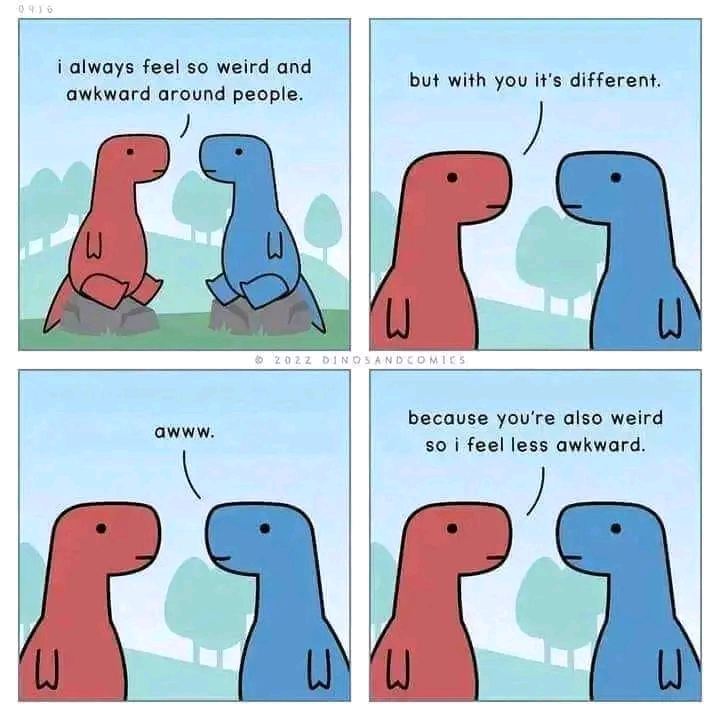 0916
i always feel so weird and
awkward around people.
but with you it's different.
© 2022 DINOSANDCOMICS
awww.
because you're also weird
so i feel less awkward.